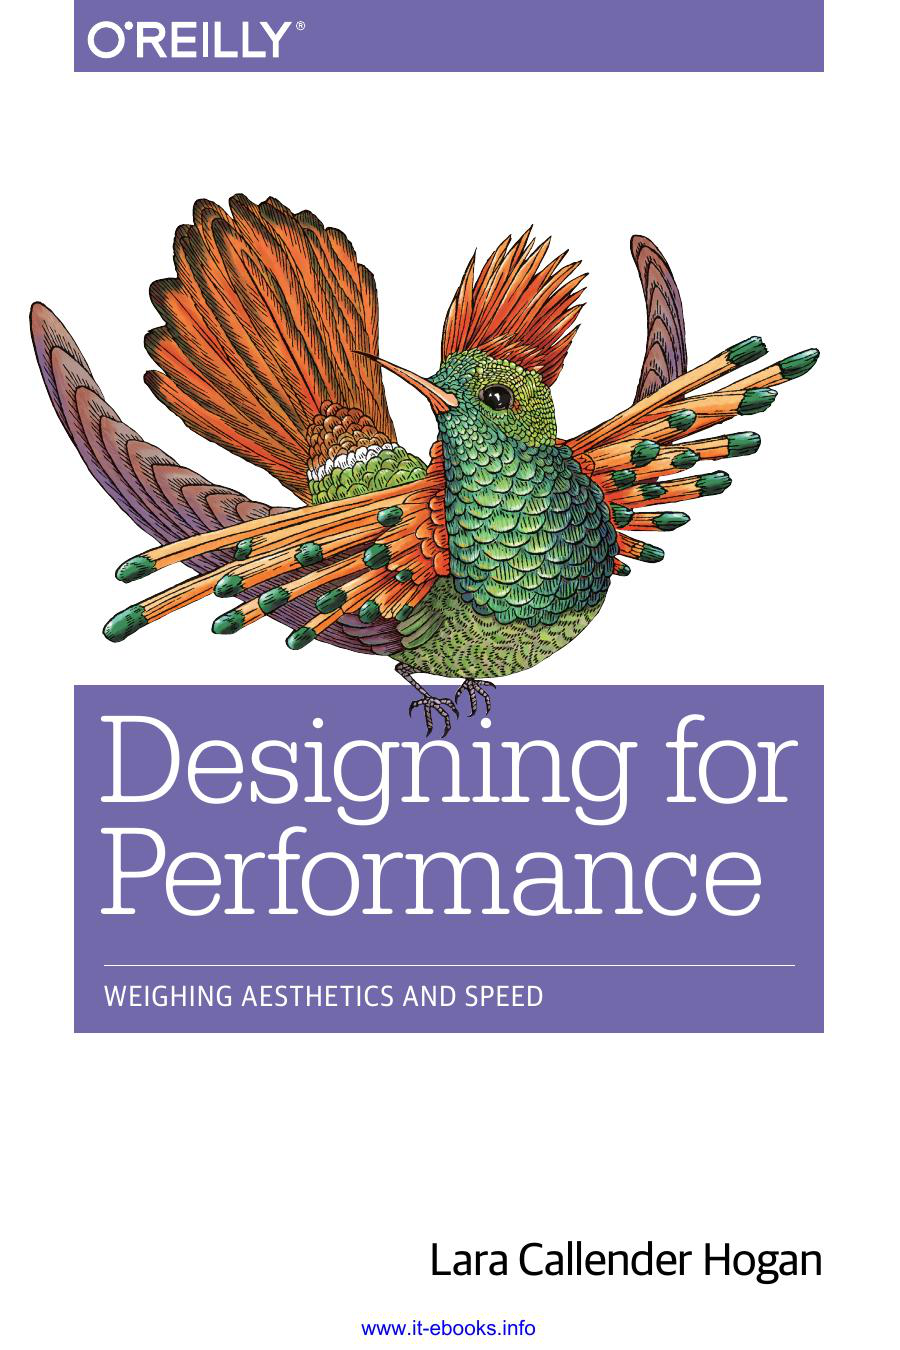 O'REILLY®
Designing for
Performance
WEIGHING AESTHETICS AND SPEED
Lara Callender Hogan
www.it-ebooks.info